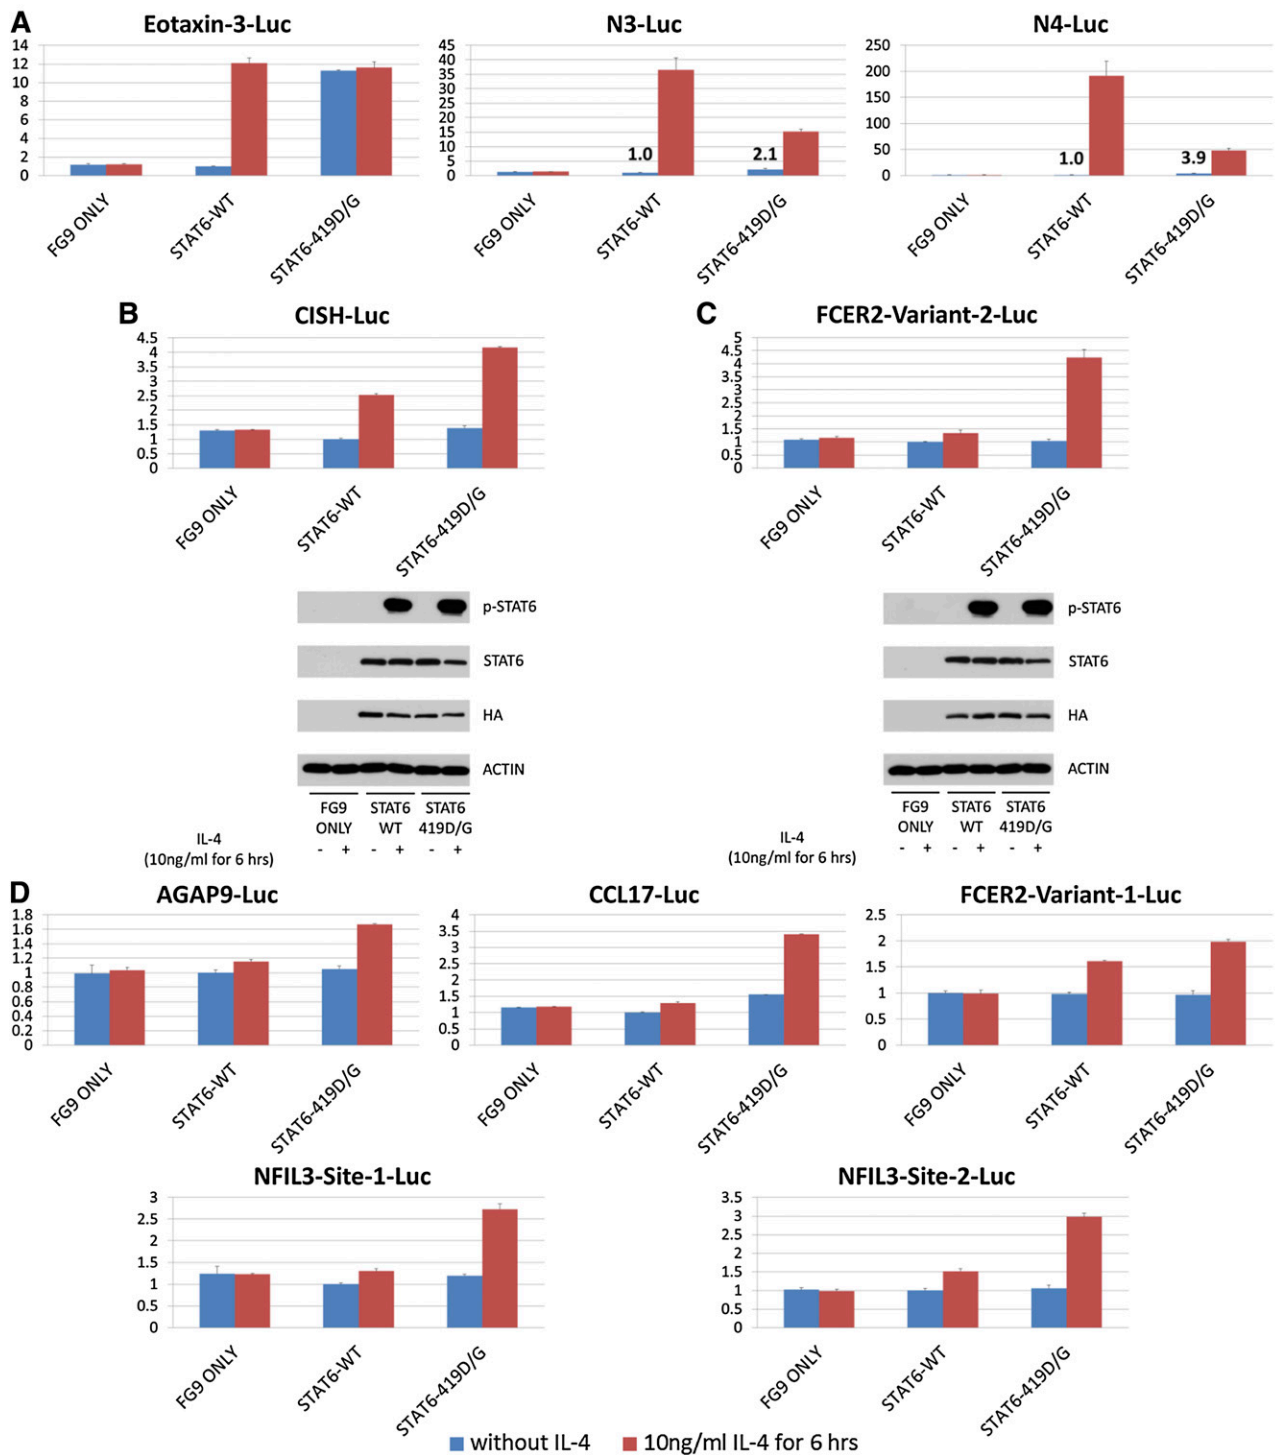 A
Eotaxin-3-Luc
14
12
10
8
6
4
2
0
FG9 ONLY
STAT6-WT
STAT6-419D/G
N3-Luc
45
40
35
30
25
20
15
10
5
0
1.0
2.1
FG9 ONLY
STAT6-WT
STAT6-419D/G
N4-Luc
250
200
150
100
50
0
1.0
3.9
FG9 ONLY
STAT6-WT
STAT6-419D/G
B
CISH-Luc
4.5
4
3.5
3
2.5
2
1.5
1
0.5
0
FG9 ONLY
STAT6-WT
STAT6-419D/G
p-STAT6
STAT6
HA
ACTIN
FG9 ONLY
STAT6 WT
STAT6 419D/G
IL-4
(10ng/ml for 6 hrs)
- + - + - +
C
FCER2-Variant-2-Luc
5
4.5
4
3.5
3
2.5
2
1.5
1
0.5
0
FG9 ONLY
STAT6-WT
STAT6-419D/G
p-STAT6
STAT6
HA
ACTIN
FG9 ONLY
STAT6 WT
STAT6 419D/G
IL-4
(10ng/ml for 6 hrs)
- + - + - +
D
AGAP9-Luc
1.8
1.6
1.4
1.2
1
0.8
0.6
0.4
0.2
0
FG9 ONLY
STAT6-WT
STAT6-419D/G
CCL17-Luc
4
3.5
3
2.5
2
1.5
1
0.5
0
FG9 ONLY
STAT6-WT
STAT6-419D/G
FCER2-Variant-1-Luc
2.5
2
1.5
1
0.5
0
FG9 ONLY
STAT6-WT
STAT6-419D/G
NFIL3-Site-1-Luc
3
2.5
2
1.5
1
0.5
0
FG9 ONLY
STAT6-WT
STAT6-419D/G
NFIL3-Site-2-Luc
3.5
3
2.5
2
1.5
1
0.5
0
FG9 ONLY
STAT6-WT
STAT6-419D/G
without IL-4
10ng/ml IL-4 for 6 hrs